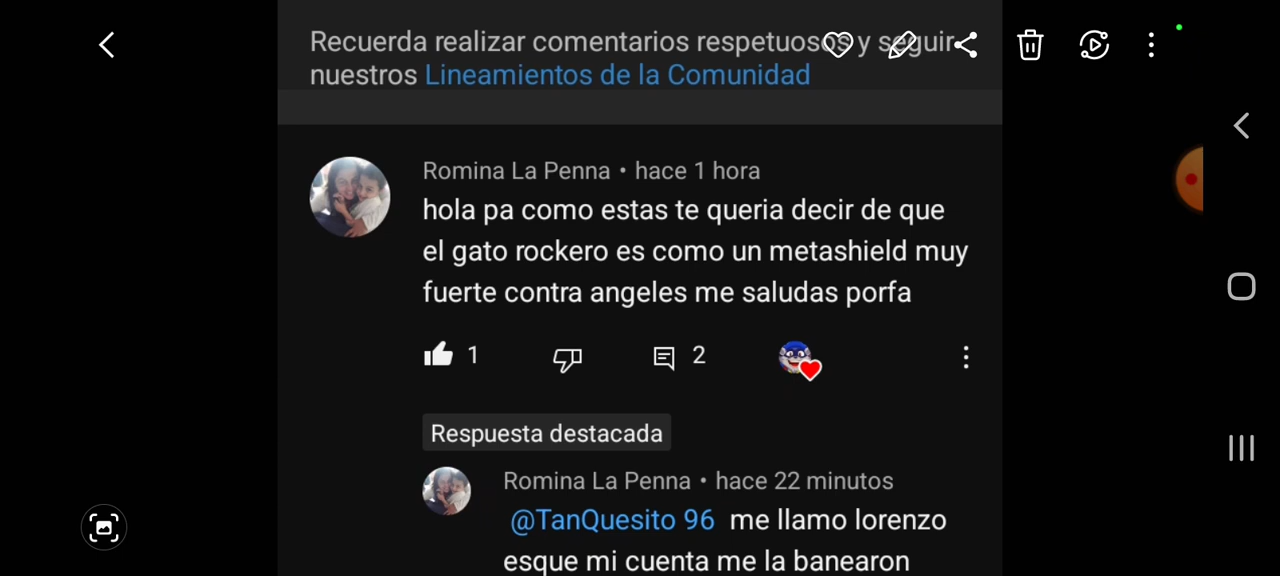 Recuerda realizar comentarios respetuosos y seguir
nuestros Lineamientos de la Comunidad
Romina La Penna • hace 1 hora
hola pa como estas te queria decir de que
el gato rockero es como un metashield muy
fuerte contra angeles me saludas porfa
1
2
Respuesta destacada
Romina La Penna • hace 22 minutos
@TanQuesito 96 me llamo lorenzo
esque mi cuenta me la banearon